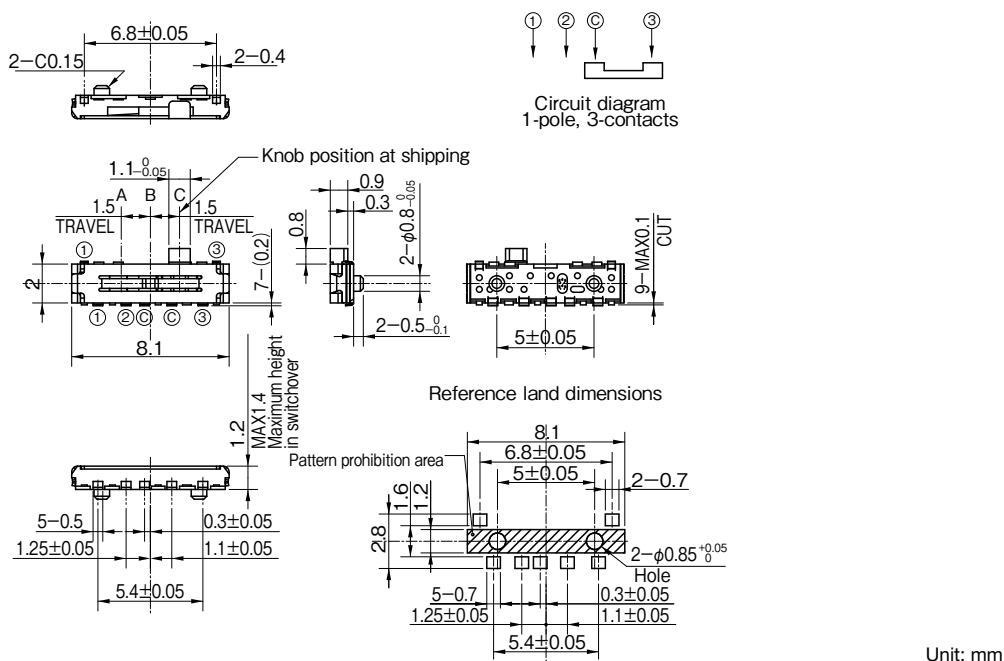 6.8±0.05
2-C0.15
2-0.4
① ② Ⓒ ③
Circuit diagram
1-pole, 3-contacts
Knob position at shipping
1.1 0 -0.05
A B C
1.5 TRAVEL
1.5 TRAVEL
① ③
2
7-(0.2)
① ② Ⓒ Ⓒ ③
8.1
0.9
0.3
0.8
2-φ0.8 0 -0.05
2-0.5 0 -0.1
9-MAX0.1
CUT
5±0.05
1.2
MAX1.4
Maximum height
in switchover
5-0.5
0.3±0.05
1.25±0.05
1.1±0.05
5.4±0.05
Reference land dimensions
8.1
Pattern prohibition area
6.8±0.05
5±0.05
2-0.7
2.8
1.6
1.2
2-φ0.85 +0.05 0
Hole
5-0.7
0.3±0.05
1.25±0.05
1.1±0.05
5.4±0.05
Unit: mm